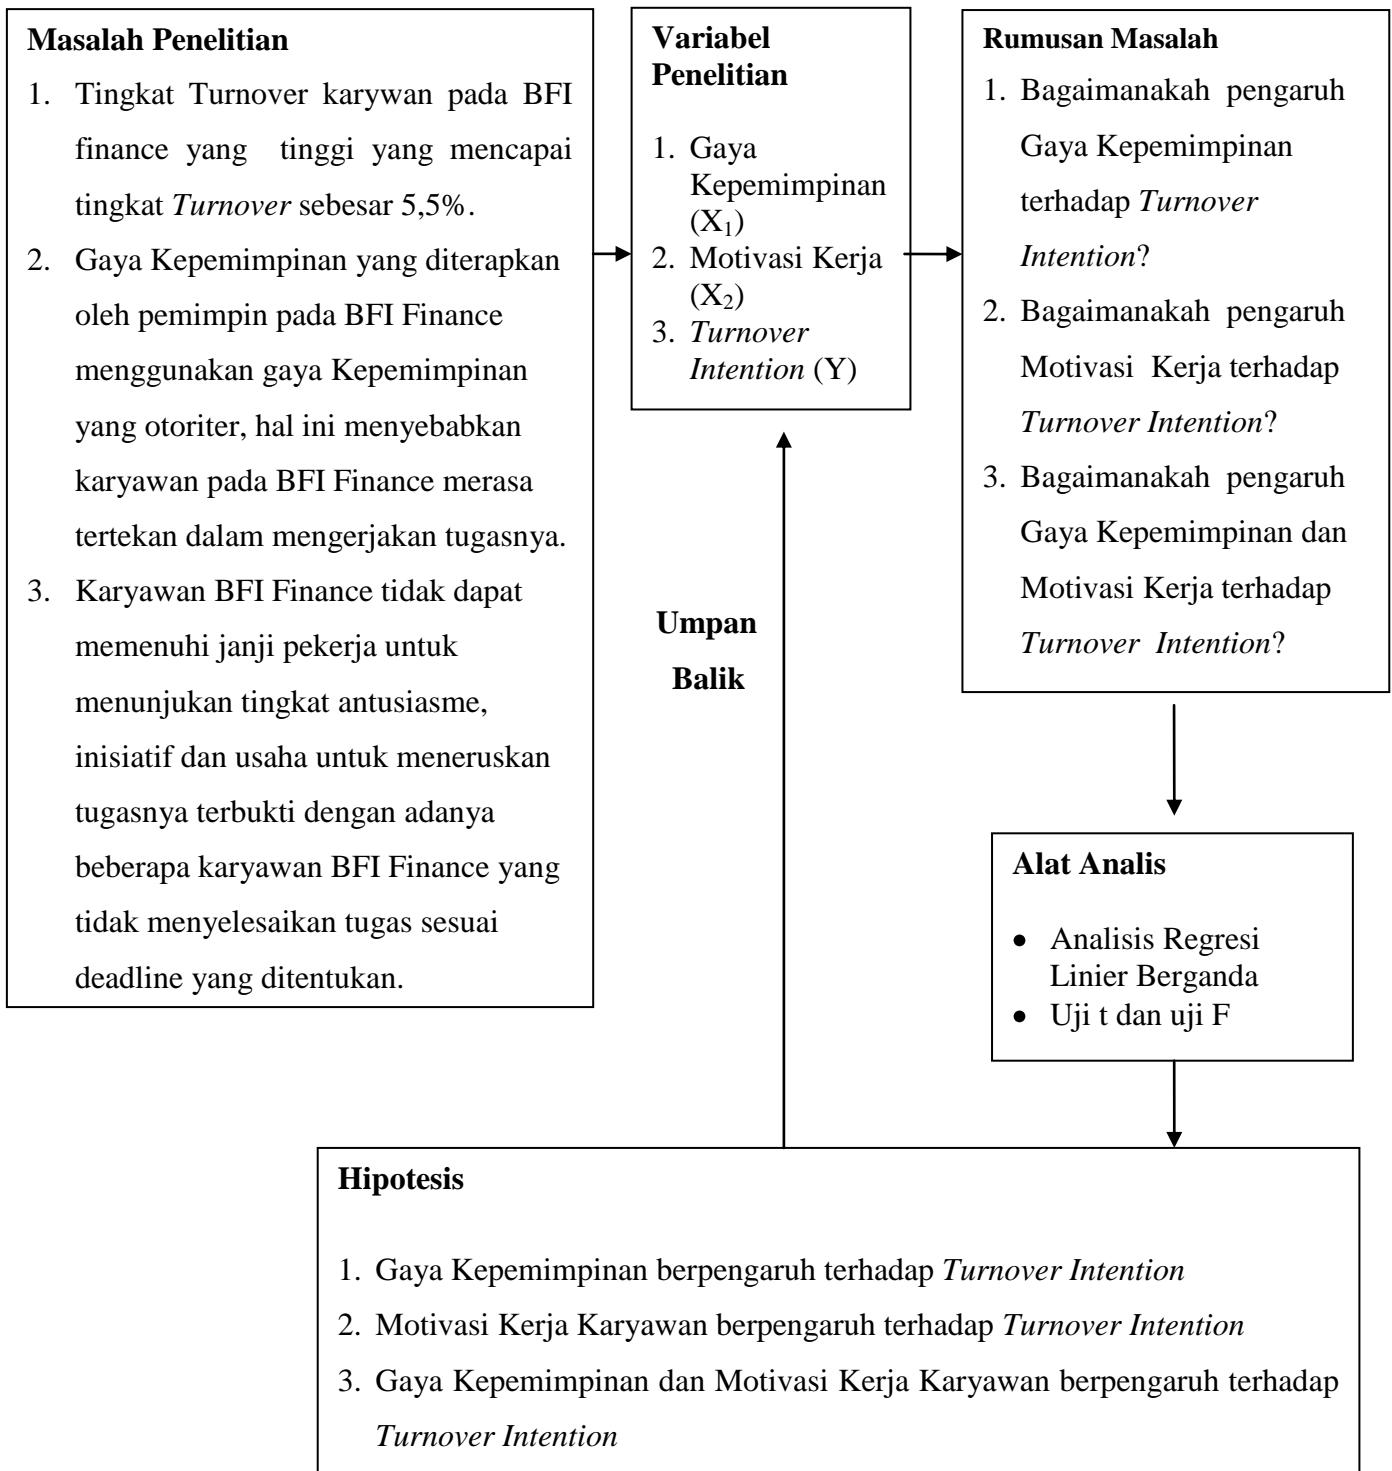 Masalah Penelitian
1. Tingkat Turnover karywan pada BFI
finance yang tinggi yang mencapai
tingkat Turnover sebesar 5,5%.
2. Gaya Kepemimpinan yang diterapkan
oleh pemimpin pada BFI Finance
menggunakan gaya Kepemimpinan
yang otoriter, hal ini menyebabkan
karyawan pada BFI Finance merasa
tertekan dalam mengerjakan tugasnya.
3. Karyawan BFI Finance tidak dapat
memenuhi janji pekerja untuk
menunjukan tingkat antusiasme,
inisiatif dan usaha untuk meneruskan
tugasnya terbukti dengan adanya
beberapa karyawan BFI Finance yang
tidak menyelesaikan tugas sesuai
deadline yang ditentukan.
Variabel
Penelitian
1. Gaya
Kepemimpinan
(X₁)
2. Motivasi Kerja
(X₂)
3. Turnover
Intention (Y)
Rumusan Masalah
1. Bagaimanakah pengaruh
Gaya Kepemimpinan
terhadap Turnover
Intention?
2. Bagaimanakah pengaruh
Motivasi Kerja terhadap
Turnover Intention?
3. Bagaimanakah pengaruh
Gaya Kepemimpinan dan
Motivasi Kerja terhadap
Turnover Intention?
Umpan
Balik
Alat Analis
• Analisis Regresi
Linier Berganda
• Uji t dan uji F
Hipotesis
1. Gaya Kepemimpinan berpengaruh terhadap Turnover Intention
2. Motivasi Kerja Karyawan berpengaruh terhadap Turnover Intention
3. Gaya Kepemimpinan dan Motivasi Kerja Karyawan berpengaruh terhadap
Turnover Intention